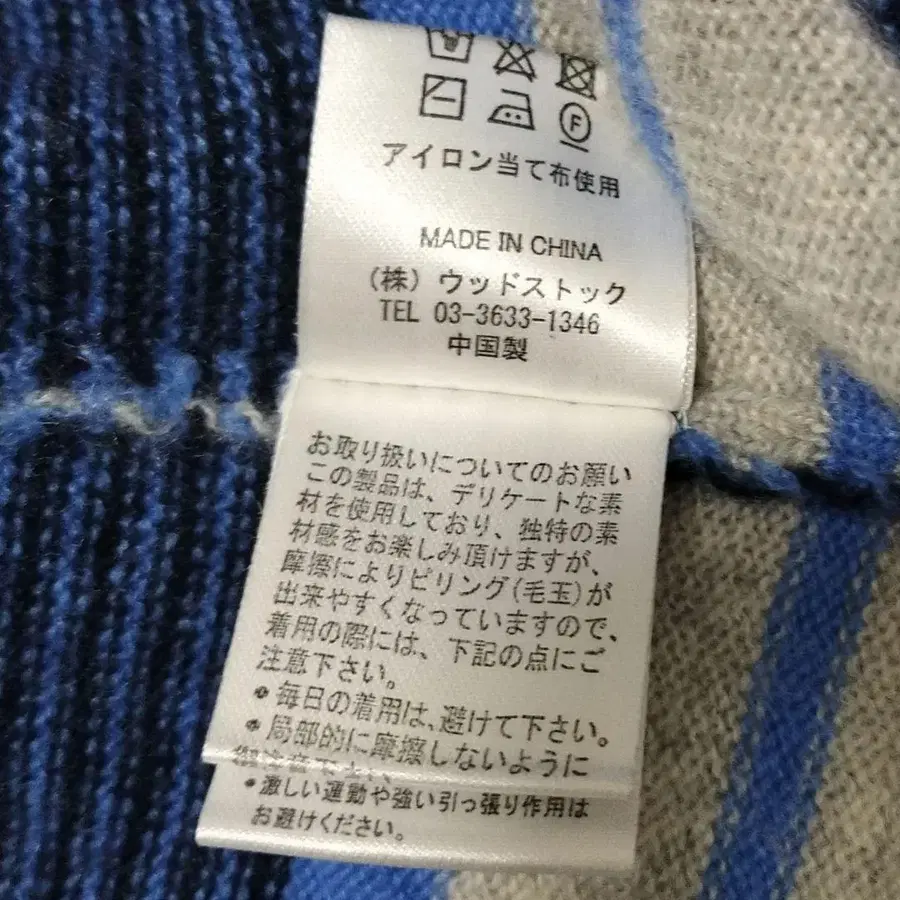 F
アイロン当て布使用
MADE IN CHINA
(株) ウッドストック
TEL 03-3633-1346
中国製
お取り扱いについてのお願い
この製品は、デリケートな素
材を使用しており、独特の素
材感をお楽しみ頂けますが、
摩擦によりピリング(毛玉)が
出来やすくなっていますので、
着用の際には、下記の点にご
注意下さい。
• 毎日の着用は、避けて下さい。
• 局部的に摩擦しないように
• 激しい運動や強い引っ張り作用は
お避けください。